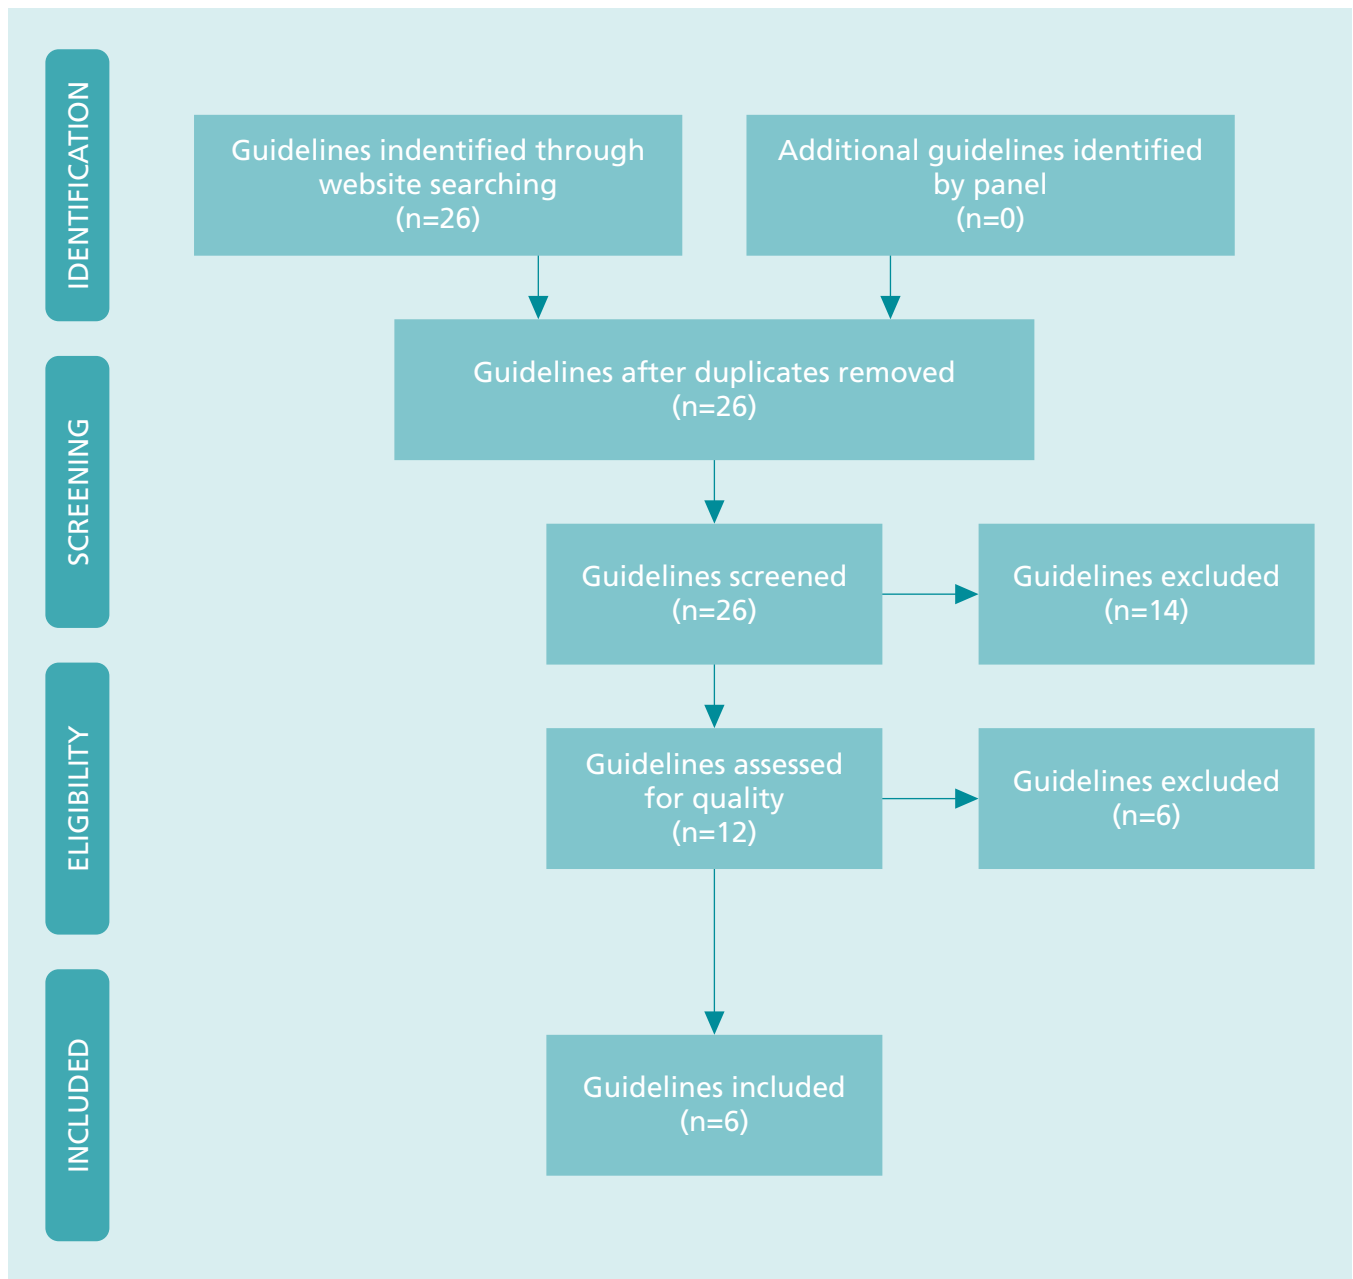 IDENTIFICATION
Guidelines indentified through
website searching
(n=26)
Additional guidelines identified
by panel
(n=0)
SCREENING
Guidelines after duplicates removed
(n=26)
Guidelines screened
(n=26)
Guidelines excluded
(n=14)
ELIGIBILITY
Guidelines assessed
for quality
(n=12)
Guidelines excluded
(n=6)
INCLUDED
Guidelines included
(n=6)